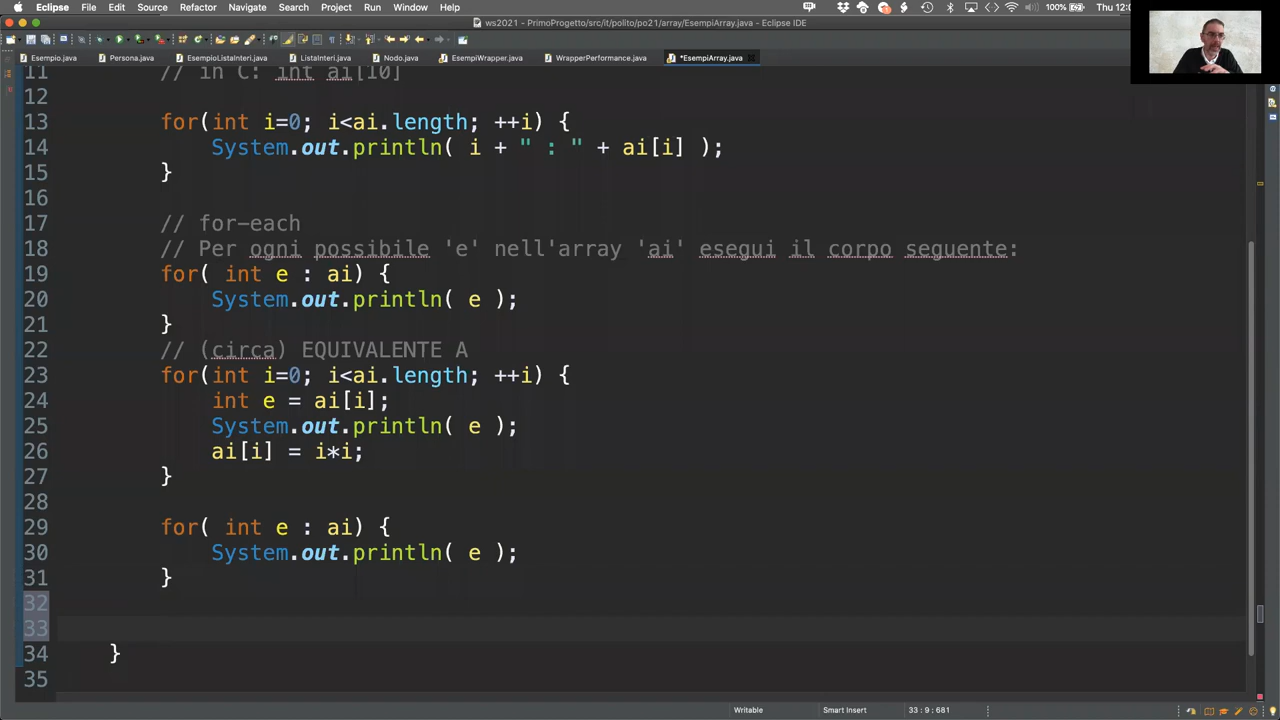 Eclipse File Edit Source Refactor Navigate Search Project Run Window Help 100%
ws2021 - PrimoProgetto/src/it/polito/po21/array/EsempiArray.java - Eclipse IDE
Esempio.java Persona.java EsempioListaInteri.java ListaInteri.java Nodo.java EsempiWrapper.java WrapperPerformance.java *EsempiArray.java
11 // in C: int ai[10]
12
13 for(int i=0; i<ai.length; ++i) {
14 System.out.println( i + " : " + ai[i] );
15 }
16
17 // for-each
18 // Per ogni possibile 'e' nell'array 'ai' esegui il corpo seguente:
19 for( int e : ai) {
20 System.out.println( e );
21 }
22 // (circa) EQUIVALENTE A
23 for(int i=0; i<ai.length; ++i) {
24 int e = ai[i];
25 System.out.println( e );
26 ai[i] = i*i;
27 }
28
29 for( int e : ai) {
30 System.out.println( e );
31 }
32
33
34 }
35
Writable Smart Insert 33 : 9 : 681